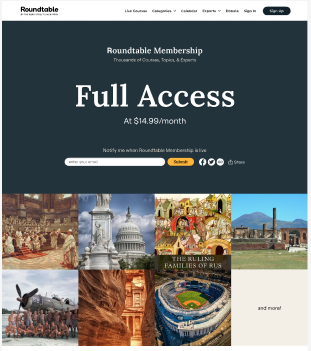 Roundtable
Live Courses Categories Calendar Experts Donate Sign In Sign Up
Roundtable Membership
Thousands of Courses, Topics, & Experts
Full Access
At $14.99/month
Notify me when Roundtable Membership is live
enter your email
Submit
Share
THE RULING
FAMILIES OF RUS
and more!